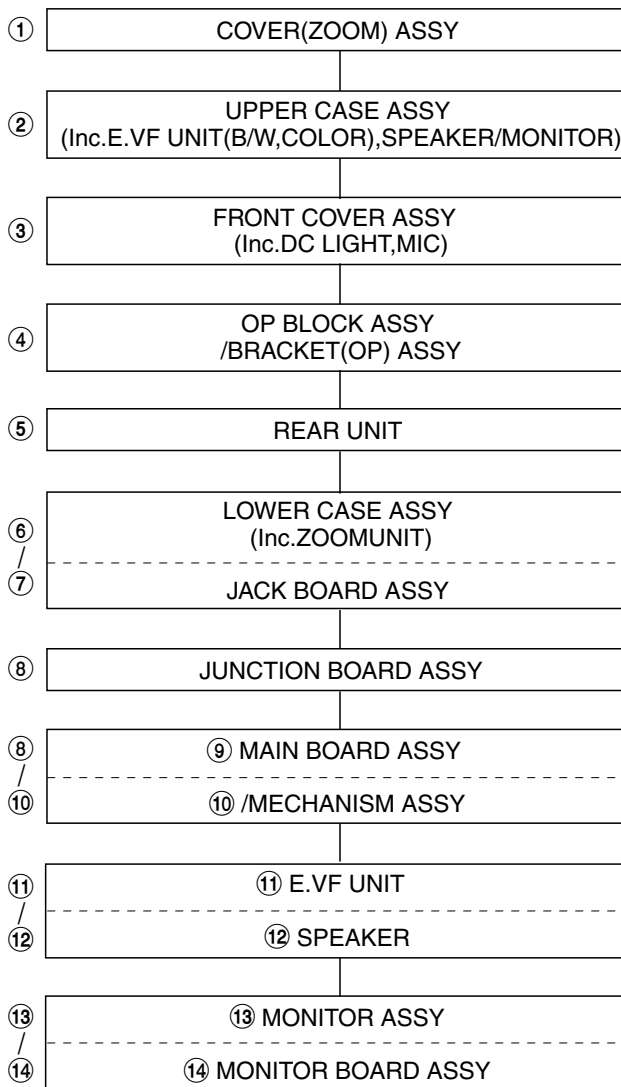 ① COVER(ZOOM) ASSY
② UPPER CASE ASSY
(Inc.E.VF UNIT(B/W,COLOR),SPEAKER/MONITOR)
③ FRONT COVER ASSY
(Inc.DC LIGHT,MIC)
④ OP BLOCK ASSY
/BRACKET(OP) ASSY
⑤ REAR UNIT
⑥ LOWER CASE ASSY
(Inc.ZOOMUNIT)
/
⑦ JACK BOARD ASSY
⑧ JUNCTION BOARD ASSY
⑧ ⑨ MAIN BOARD ASSY
/
⑩ ⑩ /MECHANISM ASSY
⑪ ⑪ E.VF UNIT
/
⑫ ⑫ SPEAKER
⑬ ⑬ MONITOR ASSY
/
⑭ ⑭ MONITOR BOARD ASSY